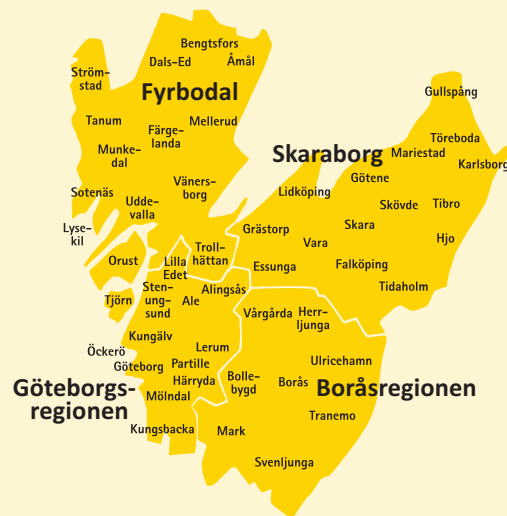 Bengtsfors
Dals-Ed
Åmål
Ström-
stad
Fyrbodal
Tanum
Mellerud
Färge-
landa
Munke-
dal
Sotenäs
Väners-
borg
Udde-
valla
Lyse-
kil
Orust
Troll-
hättan
Lilla
Edet
Gullspång
Töreboda
Skaraborg
Mariestad
Karlsborg
Götene
Lidköping
Skövde
Tibro
Grästorp
Skara
Vara
Hjo
Essunga
Falköping
Tidaholm
Tjörn
Sten-
ung-
sund
Alingsås
Ale
Kungälv
Öckerö
Lerum
Göteborg
Partille
Härryda
Mölndal
Göteborgs-
regionen
Kungsbacka
Vårgårda
Herr-
ljunga
Ulricehamn
Bolle-
bygd
Borås
Boråsregionen
Tranemo
Mark
Svenljunga